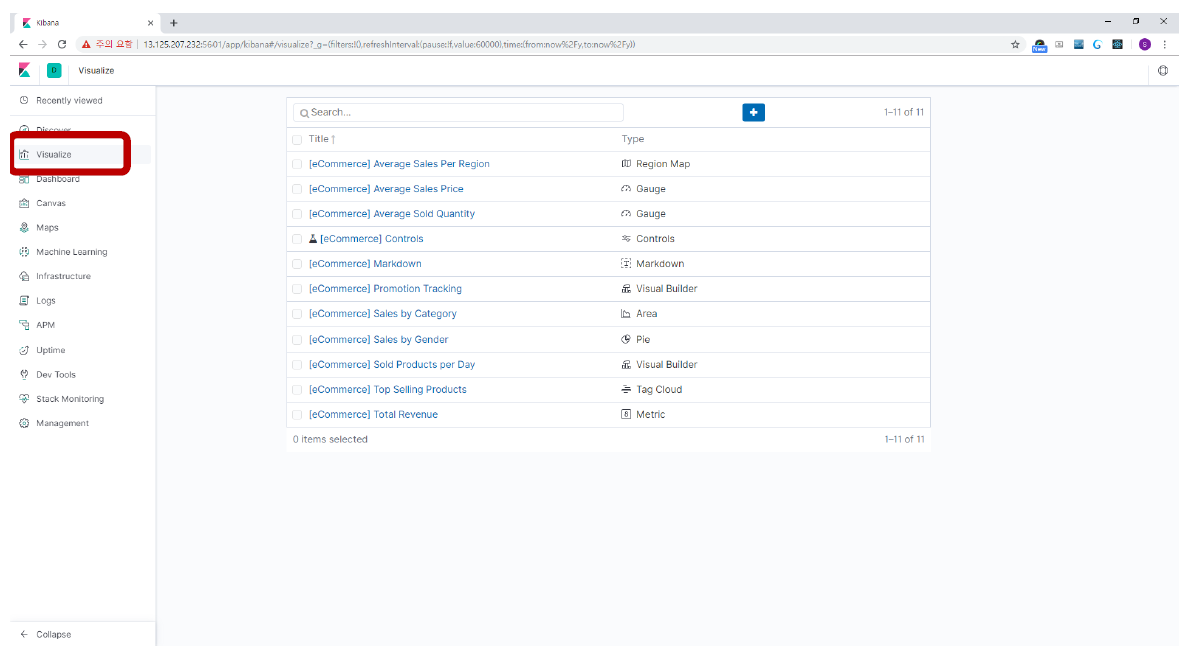 Kibana
주의 요함 13.125.207.232:5601/app/kibana#/visualize?_g=(filters:!(),refreshInterval:(pause:!f,value:60000),time:(from:now%2Fy,to:now%2Fy))
New
S
D Visualize
Recently viewed
Discover
Visualize
Dashboard
Canvas
Maps
Machine Learning
Infrastructure
Logs
APM
Uptime
Dev Tools
Stack Monitoring
Management
Collapse
Search... 1–11 of 11
Title Type
[eCommerce] Average Sales Per Region Region Map
[eCommerce] Average Sales Price Gauge
[eCommerce] Average Sold Quantity Gauge
[eCommerce] Controls Controls
[eCommerce] Markdown Markdown
[eCommerce] Promotion Tracking Visual Builder
[eCommerce] Sales by Category Area
[eCommerce] Sales by Gender Pie
[eCommerce] Sold Products per Day Visual Builder
[eCommerce] Top Selling Products Tag Cloud
[eCommerce] Total Revenue Metric
0 items selected 1–11 of 11